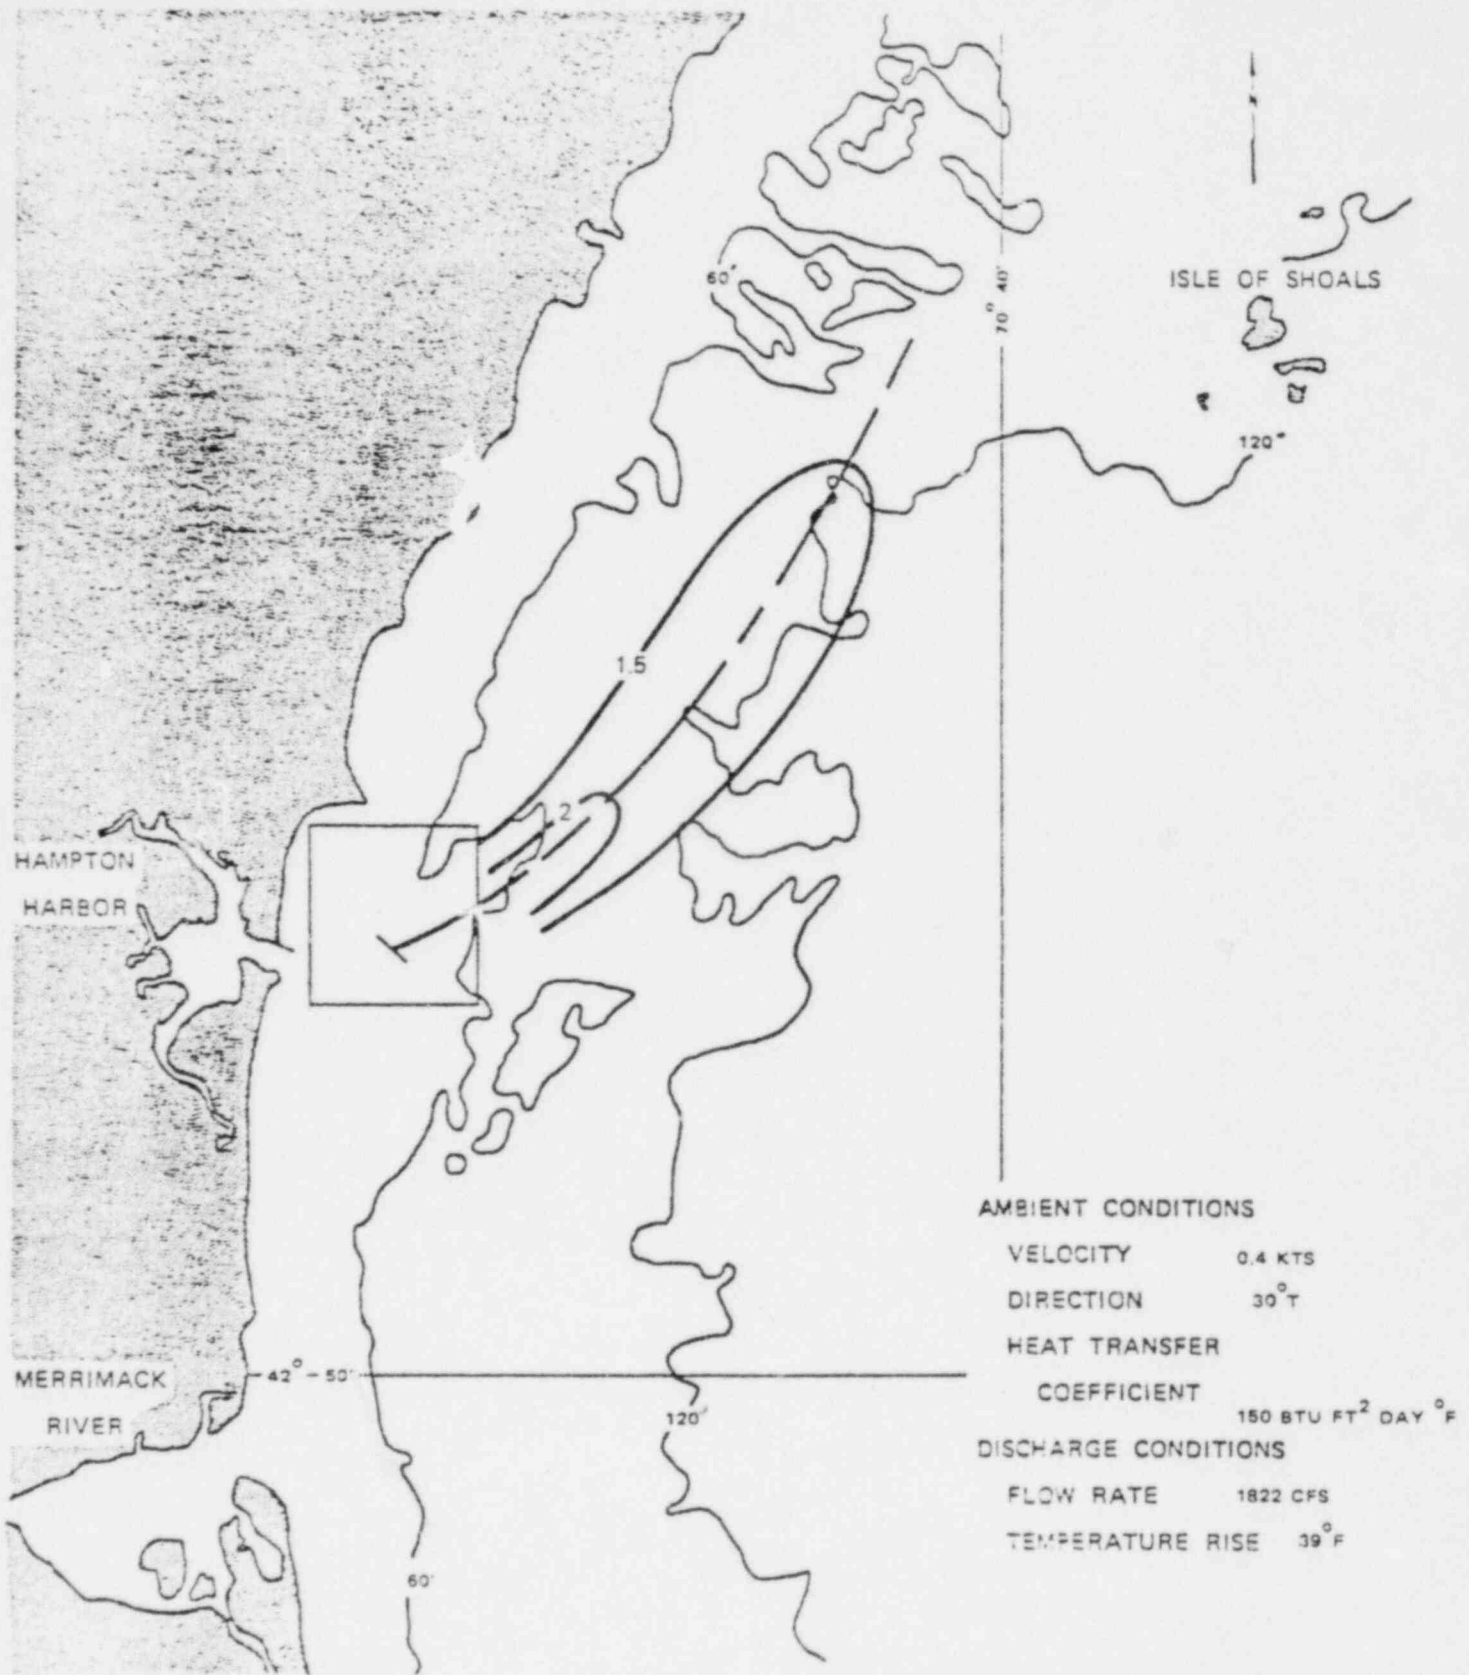 60'
70° 40'
ISLE OF SHOALS
120'
1.5
2
HAMPTON
HARBOR
AMBIENT CONDITIONS
VELOCITY 0.4 KTS
DIRECTION 30°T
HEAT TRANSFER
COEFFICIENT
150 BTU FT² DAY °F
DISCHARGE CONDITIONS
FLOW RATE 1822 CFS
TEMPERATURE RISE 39°F
42° - 50'
MERRIMACK
RIVER
120'
60'